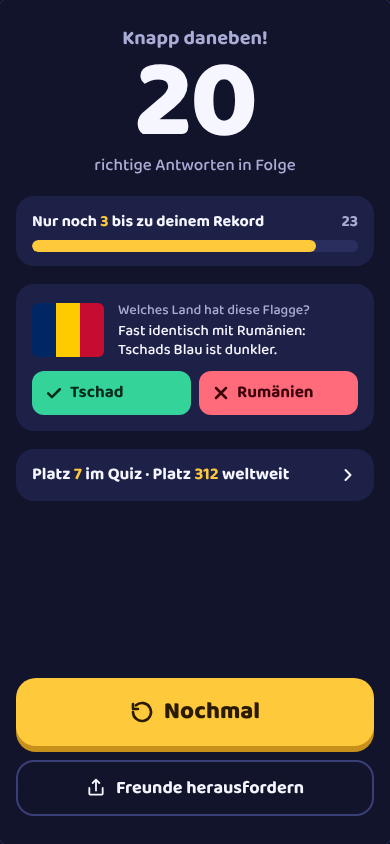 Knapp daneben!
20
richtige Antworten in Folge
Nur noch 3 bis zu deinem Rekord
23
Welches Land hat diese Flagge?
Fast identisch mit Rumänien:
Tschads Blau ist dunkler.
Tschad
Rumänien
Platz 7 im Quiz · Platz 312 weltweit
Nochmal
Freunde herausfordern